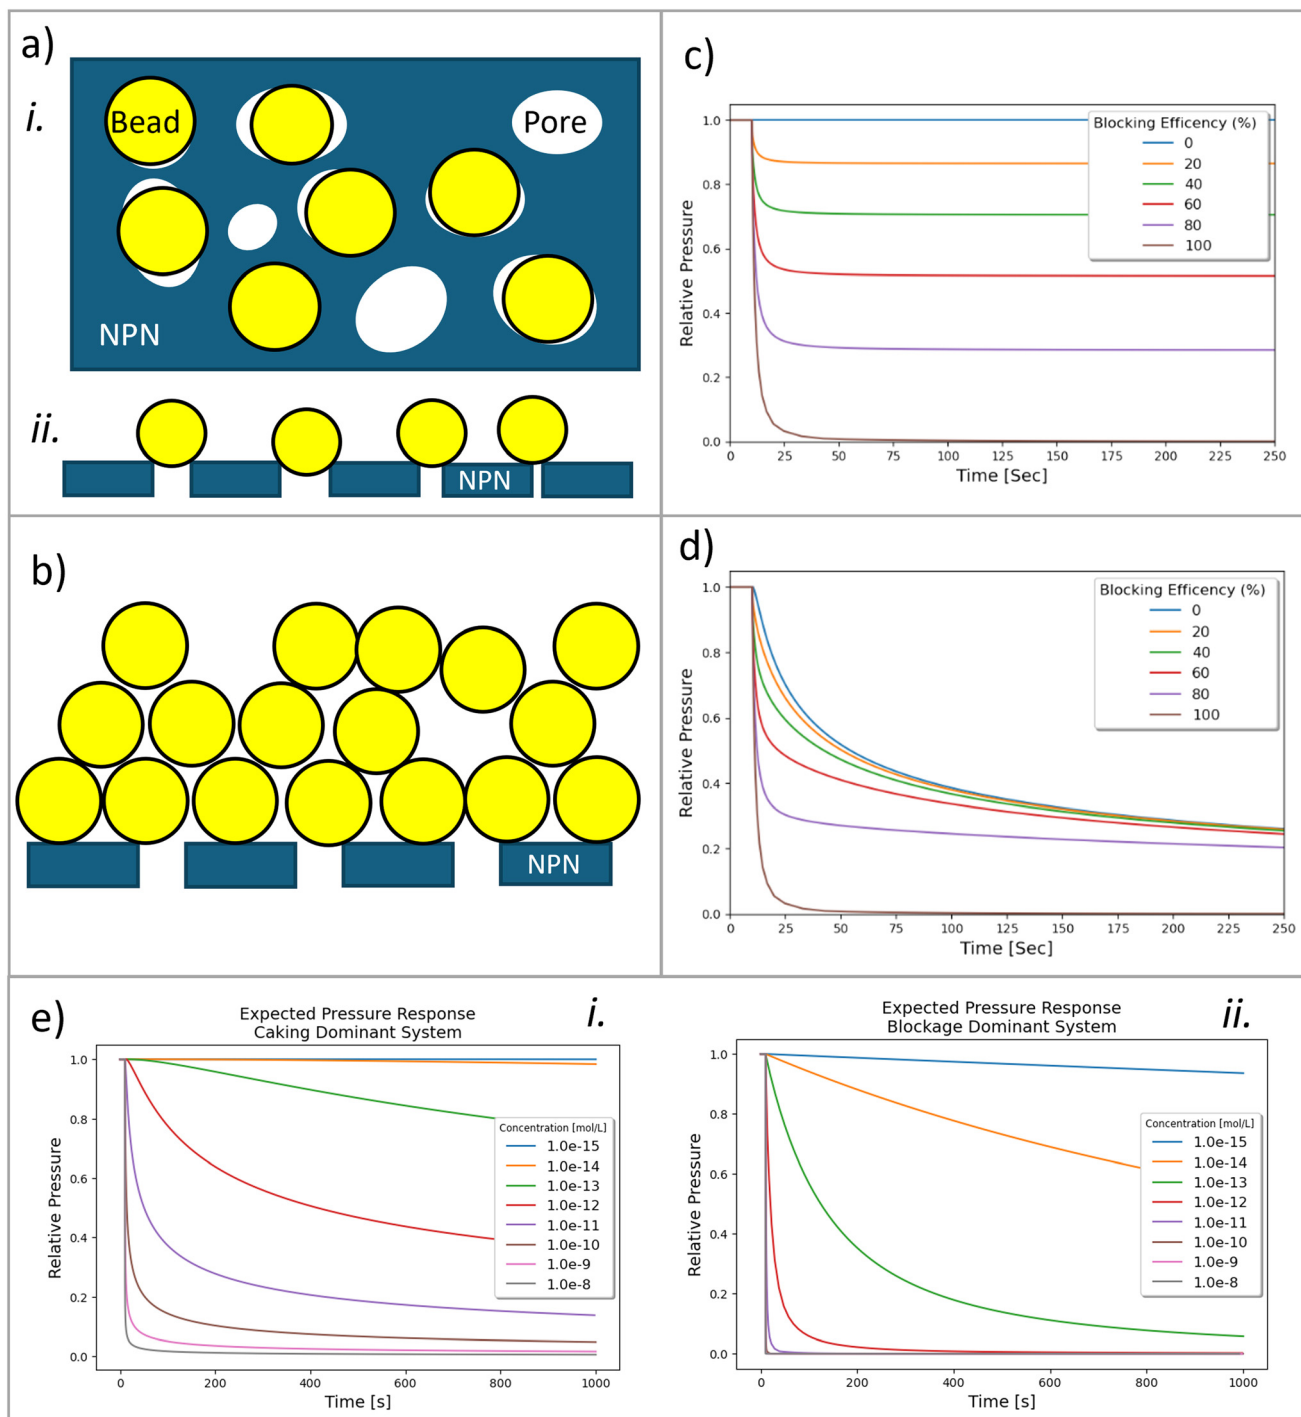 a)
i.
Bead
Pore
NPN
ii.
NPN
b)
NPN
c)
Blocking Efficency (%)
0
20
40
60
80
100
1.0
0.8
0.6
0.4
0.2
0.0
Relative Pressure
0 25 50 75 100 125 150 175 200 225 250
Time [Sec]
d)
Blocking Efficency (%)
0
20
40
60
80
100
1.0
0.8
0.6
0.4
0.2
0.0
Relative Pressure
0 25 50 75 100 125 150 175 200 225 250
Time [Sec]
e)
i.
Expected Pressure Response
Caking Dominant System
Concentration [mol/L]
1.0e-15
1.0e-14
1.0e-13
1.0e-12
1.0e-11
1.0e-10
1.0e-9
1.0e-8
1.0
0.8
0.6
0.4
0.2
0.0
Relative Pressure
0 200 400 600 800 1000
Time [s]
ii.
Expected Pressure Response
Blockage Dominant System
Concentration [mol/L]
1.0e-15
1.0e-14
1.0e-13
1.0e-12
1.0e-11
1.0e-10
1.0e-9
1.0e-8
1.0
0.8
0.6
0.4
0.2
0.0
Relative Pressure
0 200 400 600 800 1000
Time [s]